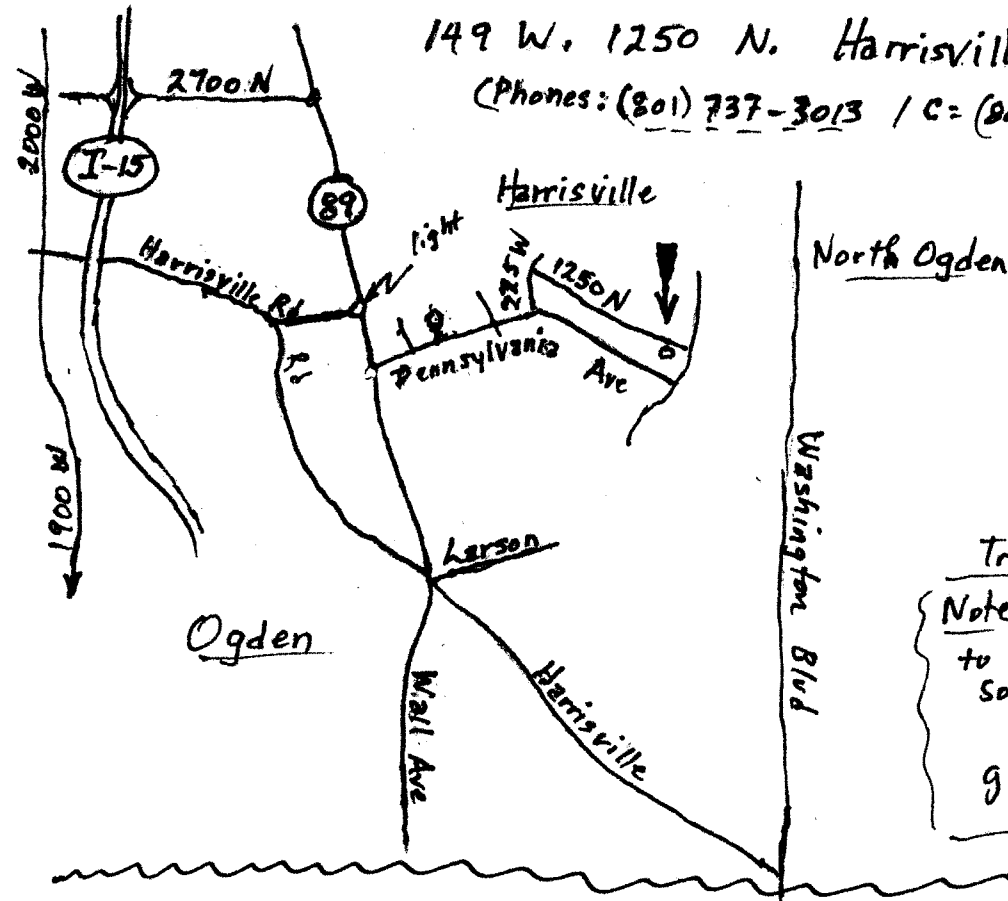 149 W. 1250 N. Harrisvill
(Phones: (801) 737-3013 / C= (80
2000 W
2700 N
I-15
89
light
Harrisville
North Ogden
Harrisville Rd
225 W
1250 N
Pennsylvania
Ave
1900 W
Larson
Washington Blvd
Ogden
Wall Ave
Harrisville
Tr
Note
to
So
g